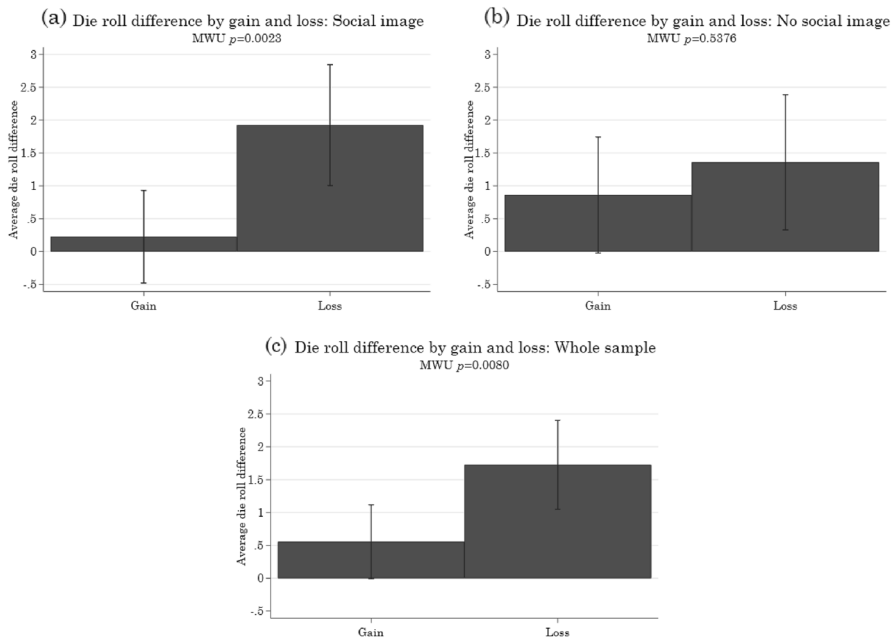 (a) Die roll difference by gain and loss: Social image
MWU p=0.0023
Average die roll difference
3
2.5
2
1.5
1
.5
0
-.5
Gain Loss
(b) Die roll difference by gain and loss: No social image
MWU p=0.5376
Average die roll difference
3
2.5
2
1.5
1
.5
0
-.5
Gain Loss
(c) Die roll difference by gain and loss: Whole sample
MWU p=0.0080
Average die roll difference
3
2.5
2
1.5
1
.5
0
-.5
Gain Loss